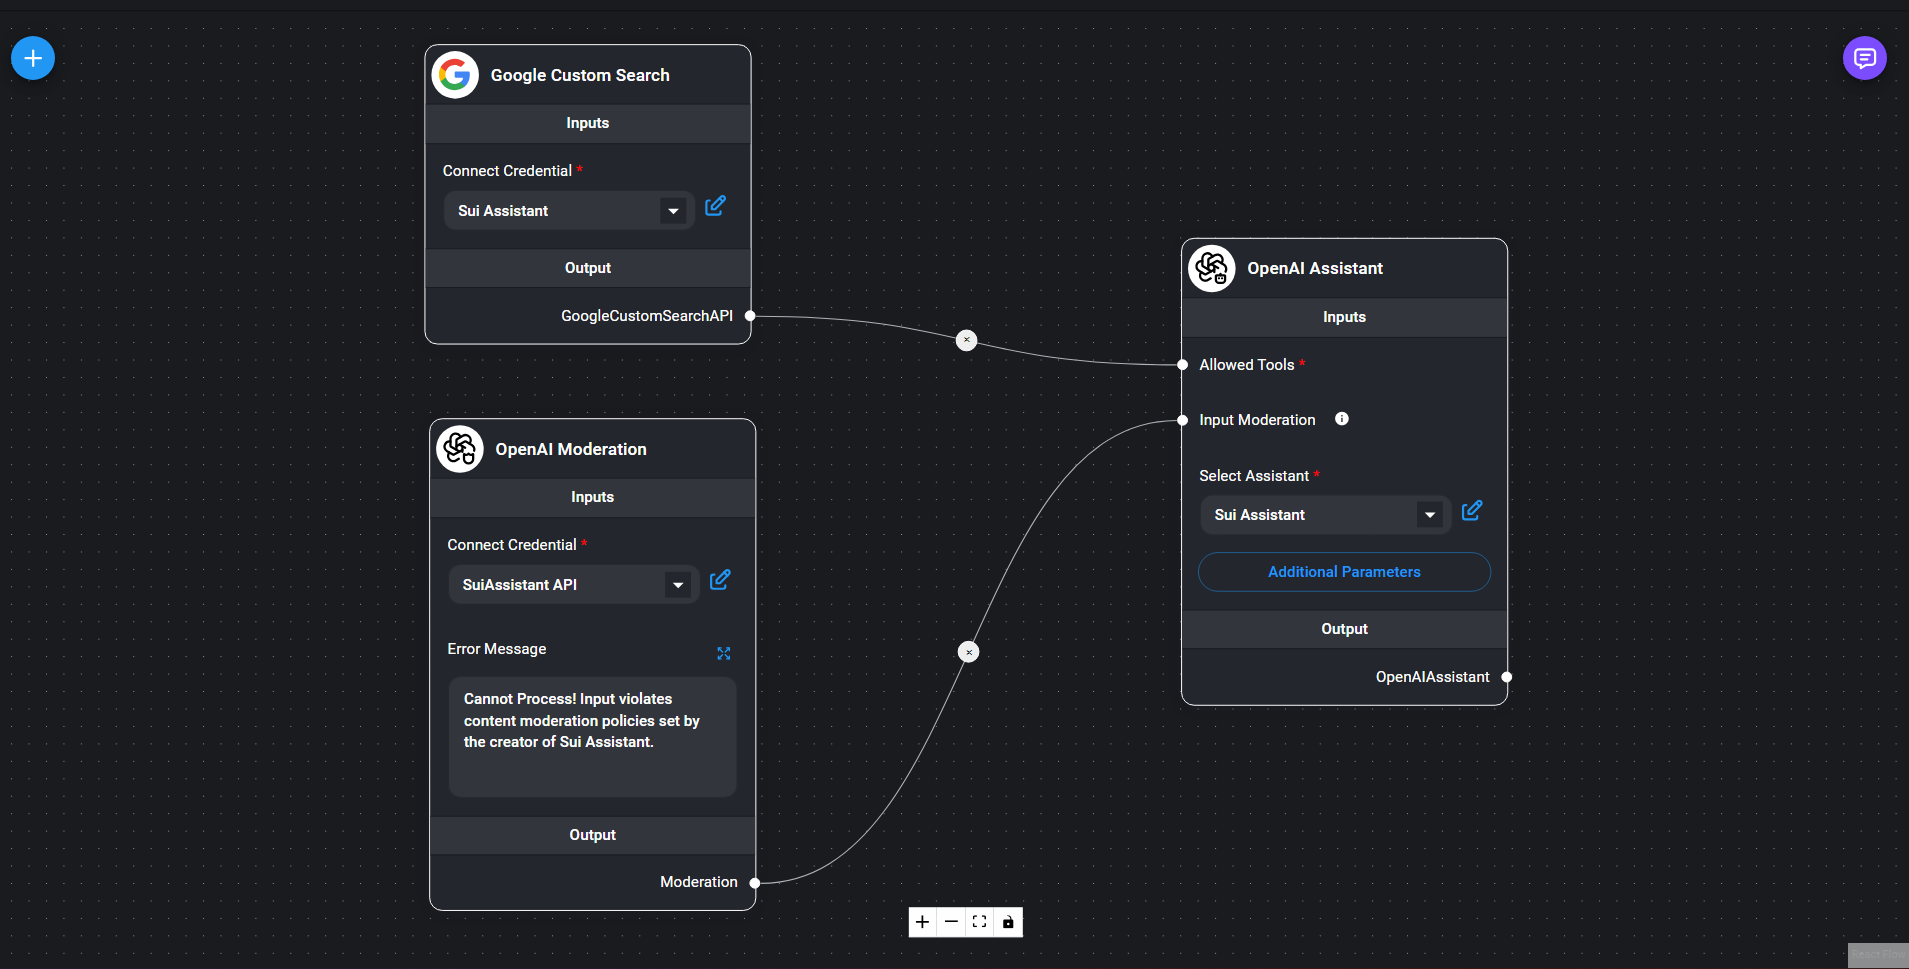 Google Custom Search
Inputs
Connect Credential *
Sui Assistant
Output
GoogleCustomSearchAPI
OpenAI Moderation
Inputs
Connect Credential *
SuiAssistant API
Error Message
Cannot Process! Input violates
content moderation policies set by
the creator of Sui Assistant.
Output
Moderation
OpenAI Assistant
Inputs
Allowed Tools *
Input Moderation
Select Assistant *
Sui Assistant
Additional Parameters
Output
OpenAIAssistant
React Flow